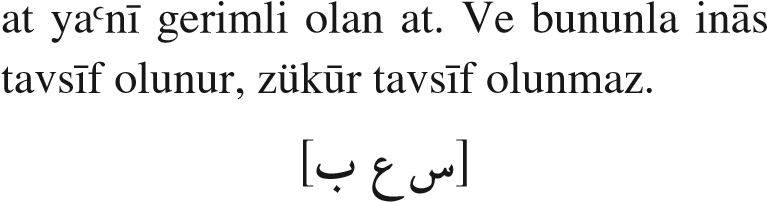 at yaʿnī gerimli olan at. Ve bununla inās
tavsīf olunur, zükūr tavsīf olunmaz.
[س ع ب]